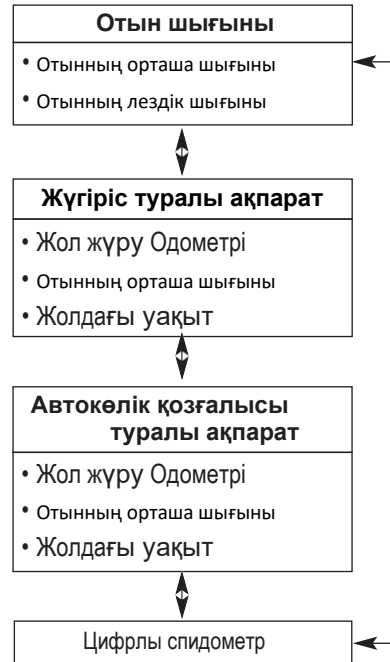 Отын шығыны
• Отынның орташа шығыны
• Отынның лездік шығыны
Жүгіріс туралы ақпарат
• Жол жүру Одометрі
• Отынның орташа шығыны
• Жолдағы уақыт
Автокөлік қозғалысы
туралы ақпарат
• Жол жүру Одометрі
• Отынның орташа шығыны
• Жолдағы уақыт
Цифрлы спидометр